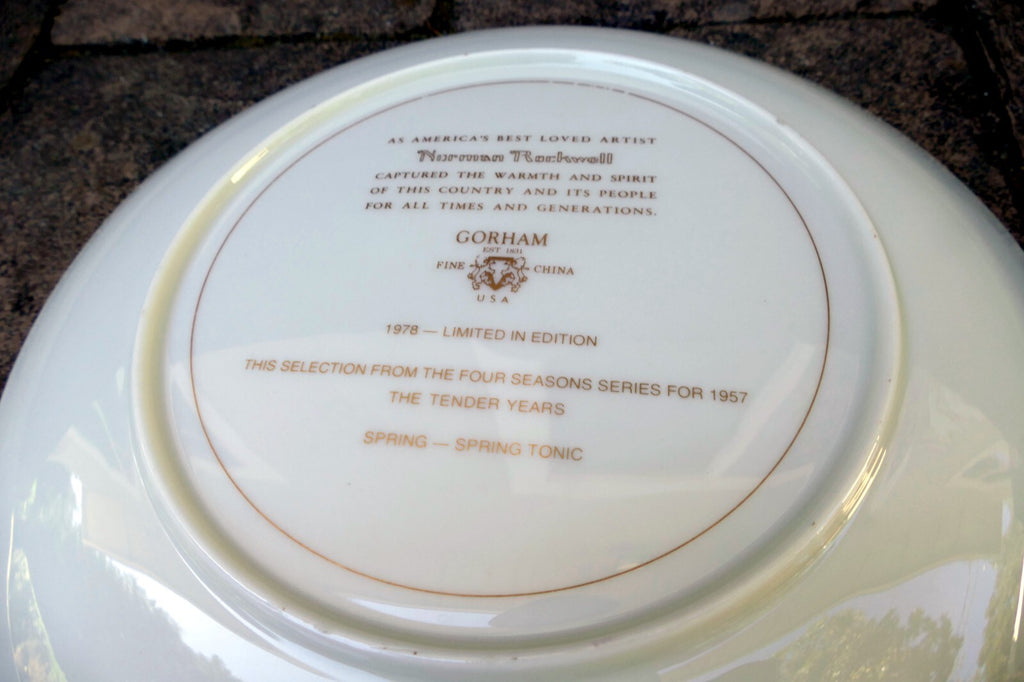 AS AMERICA'S BEST LOVED ARTIST
Norman Rockwell
CAPTURED THE WARMTH AND SPIRIT
OF THIS COUNTRY AND ITS PEOPLE
FOR ALL TIMES AND GENERATIONS.
GORHAM
EST 1831
FINE CHINA
USA
1978 — LIMITED IN EDITION
THIS SELECTION FROM THE FOUR SEASONS SERIES FOR 1957
THE TENDER YEARS
SPRING — SPRING TONIC